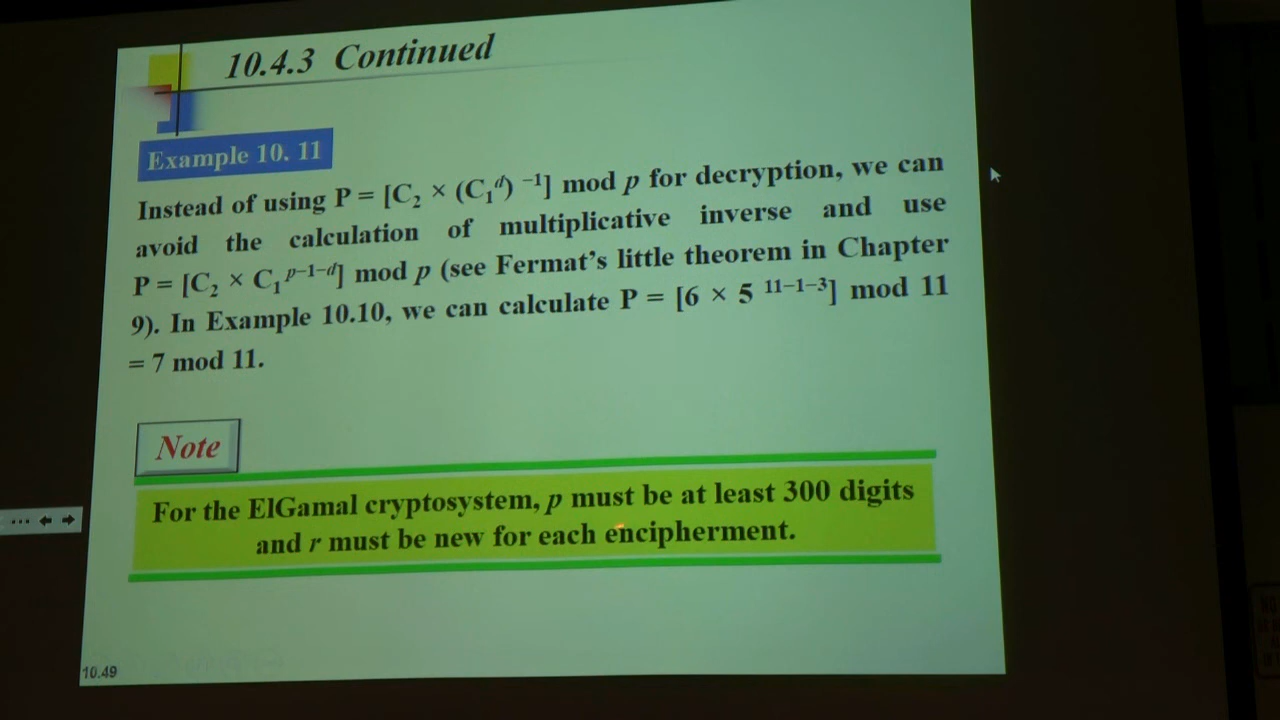 10.4.3 Continued
Example 10. 11
Instead of using P = [C₂ × (C₁ᵈ) ⁻¹] mod p for decryption, we can
avoid the calculation of multiplicative inverse and use
P = [C₂ × C₁ᵖ⁻¹⁻ᵈ] mod p (see Fermat's little theorem in Chapter
9). In Example 10.10, we can calculate P = [6 × 5 ¹¹⁻¹⁻³] mod 11
= 7 mod 11.
Note
For the ElGamal cryptosystem, p must be at least 300 digits
and r must be new for each encipherment.
10.49